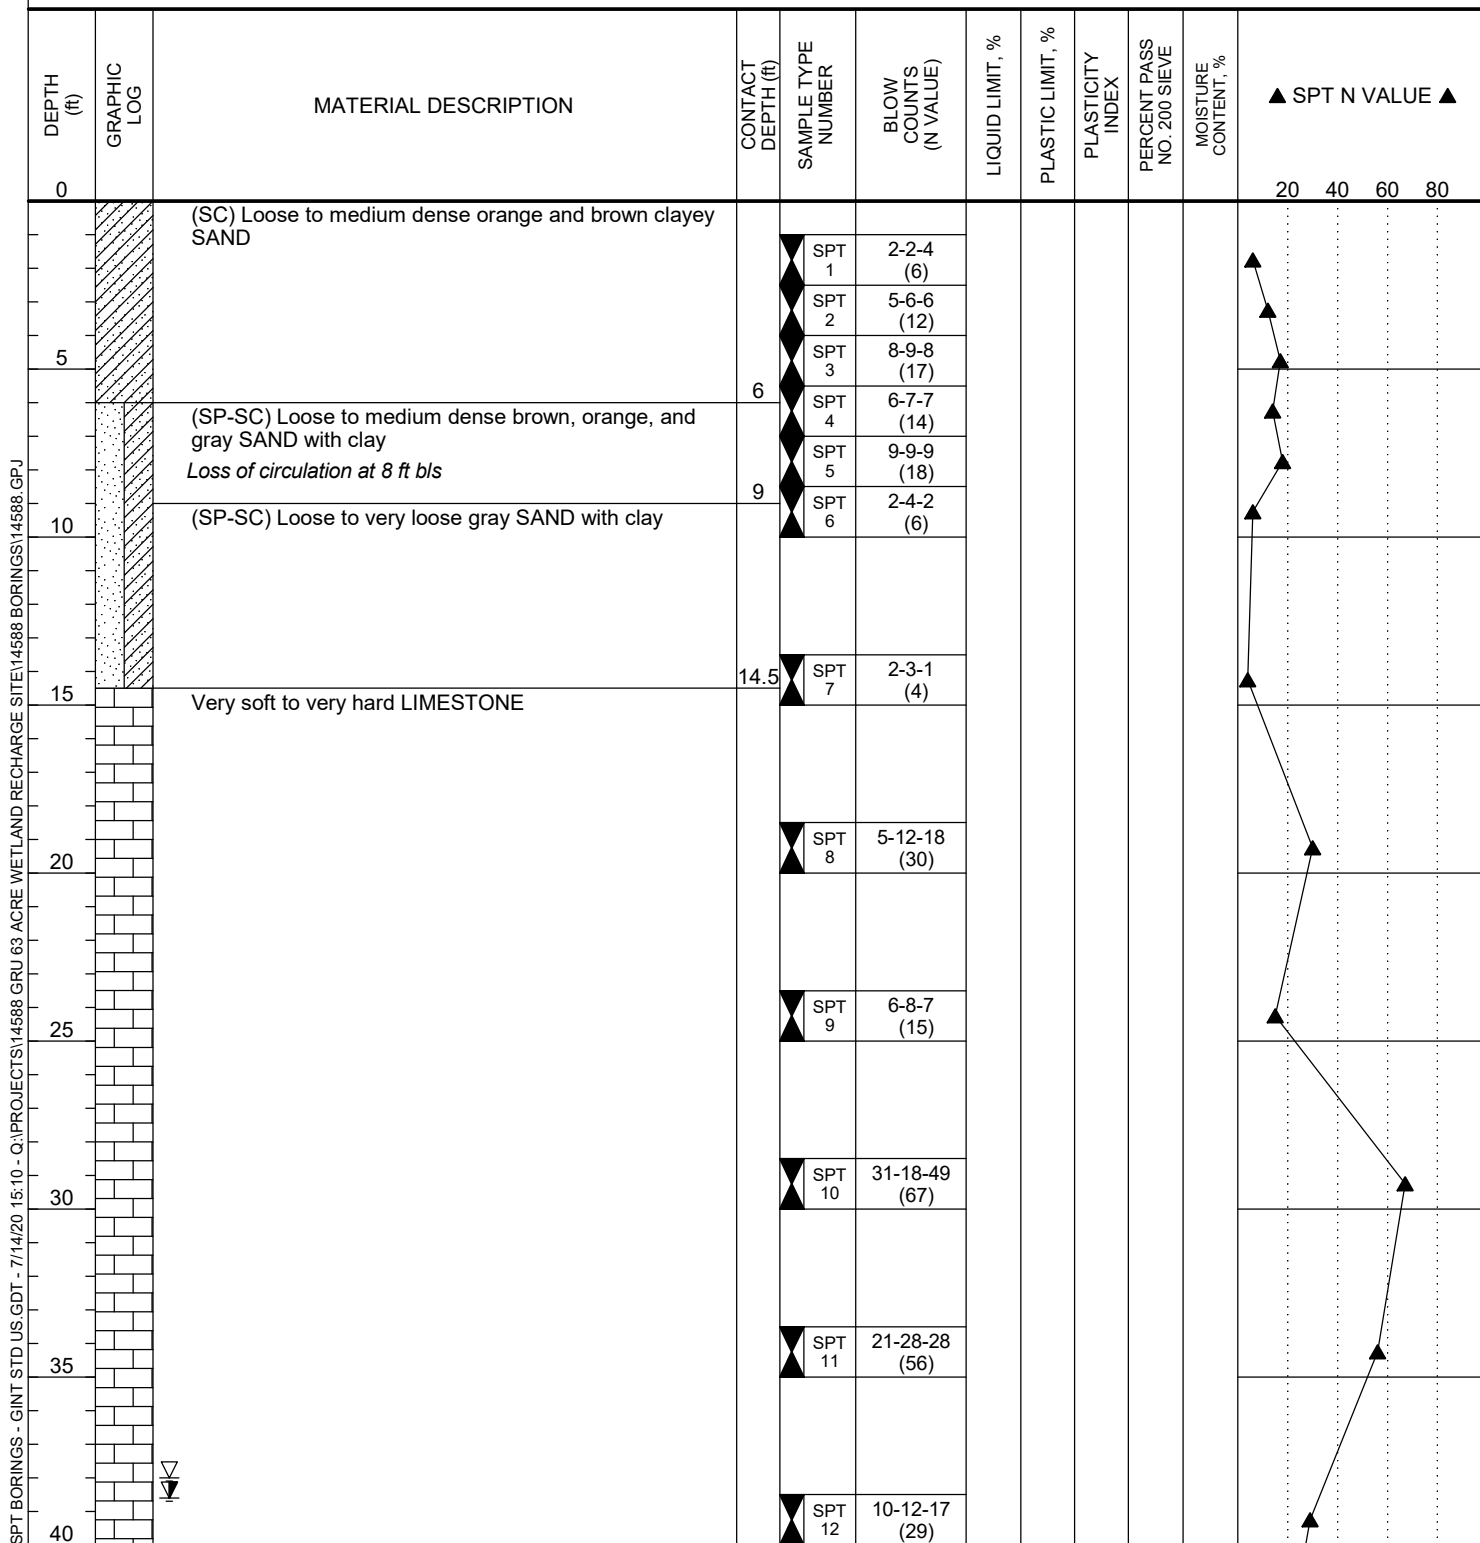 DEPTH
(ft)
GRAPHIC
LOG
MATERIAL DESCRIPTION
CONTACT
DEPTH (ft)
SAMPLE TYPE
NUMBER
BLOW
COUNTS
(N VALUE)
LIQUID LIMIT, %
PLASTIC LIMIT, %
PLASTICITY
INDEX
PERCENT PASS
NO. 200 SIEVE
MOISTURE
CONTENT, %
▲ SPT N VALUE ▲
20 40 60 80
0
(SC) Loose to medium dense orange and brown clayey
SAND
SPT
1
2-2-4
(6)
SPT
2
5-6-6
(12)
5
SPT
3
8-9-8
(17)
6
(SP-SC) Loose to medium dense brown, orange, and
gray SAND with clay
SPT
4
6-7-7
(14)
Loss of circulation at 8 ft bls
SPT
5
9-9-9
(18)
9
(SP-SC) Loose to very loose gray SAND with clay
SPT
6
2-4-2
(6)
10
14.5
SPT
7
2-3-1
(4)
15
Very soft to very hard LIMESTONE
SPT
8
5-12-18
(30)
20
SPT
9
6-8-7
(15)
25
SPT
10
31-18-49
(67)
30
SPT
11
21-28-28
(56)
35
SPT
12
10-12-17
(29)
40
SPT BORINGS - GINT STD US.GDT - 7/14/20 15:10 - Q:\PROJECTS\14588 GRU 63 ACRE WETLAND RECHARGE SITE\14588 BORINGS\14588.GPJ